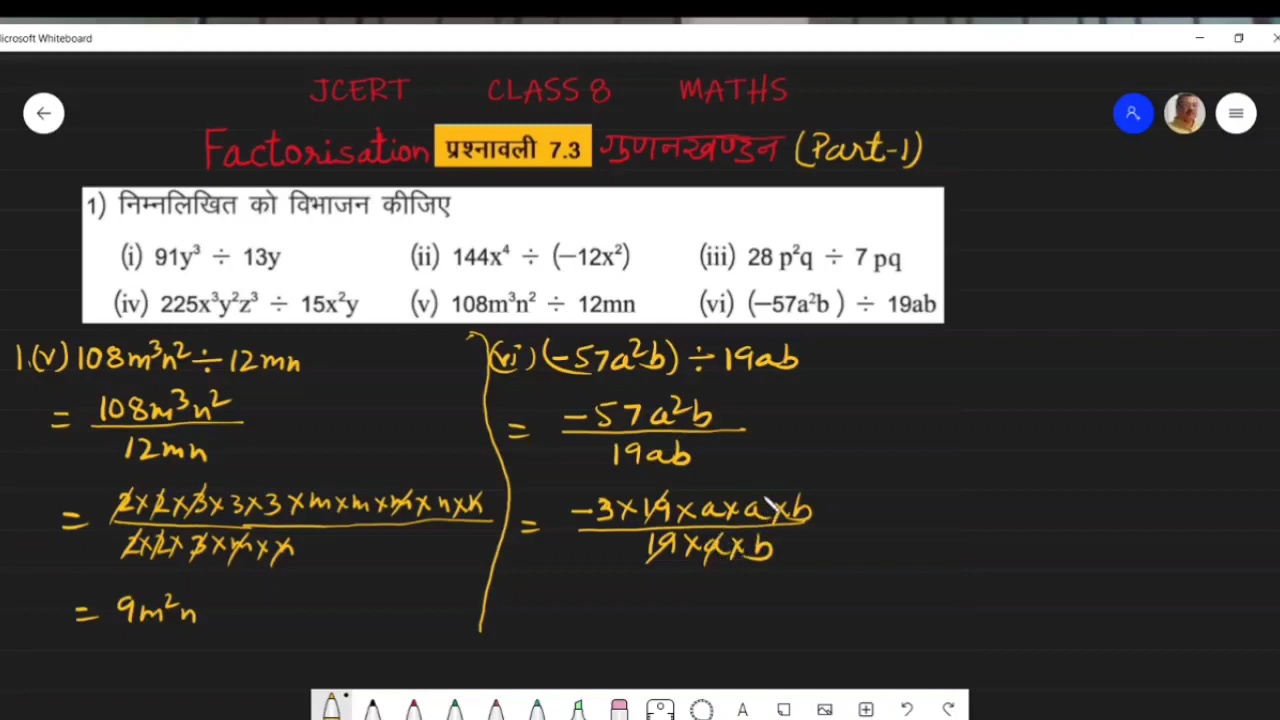 icrosoft Whiteboard
JCERT CLASS 8 MATHS
Factorisation प्रश्नावली 7.3 गुणनखण्डन (Part-1)
1) निम्नलिखित को विभाजन कीजिए
(i) 91y³ ÷ 13y (ii) 144x⁴ ÷ (−12x²) (iii) 28 p²q ÷ 7 pq
(iv) 225x³y²z³ ÷ 15x²y (v) 108m³n² ÷ 12mn (vi) (−57a²b ) ÷ 19ab
1.(v) 108m³n² ÷ 12mn
= 108m³n²
12mn
= 2×2×3×3×3×m×m×m×n×n
2×2×3×m×n
= 9m²n
(vi) (−57a²b) ÷ 19ab
= −57a²b
19ab
= −3×19×a×a×b
19×a×b
A